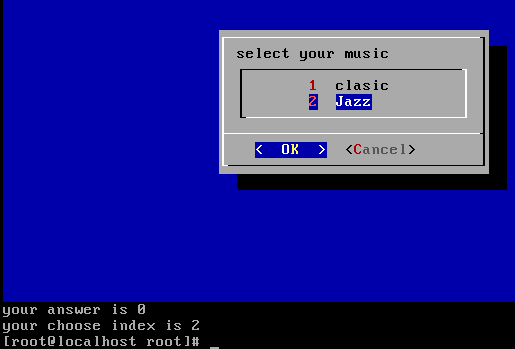 select your music
1 clasic
2 Jazz
< OK > <Cancel>
your answer is 0
your choose index is 2
[root@localhost root]# _